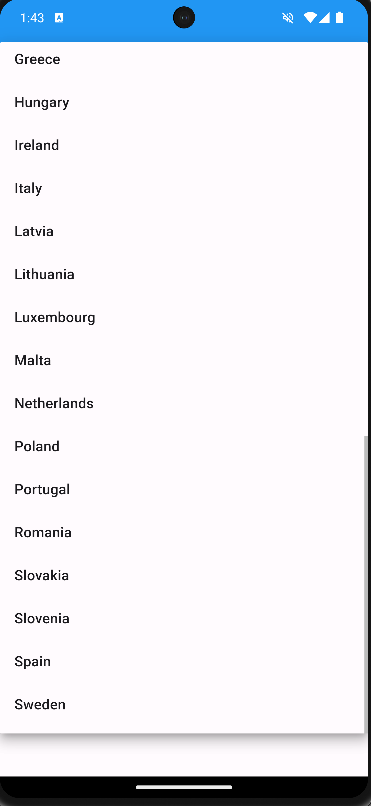 1:43
A
Greece
Hungary
Ireland
Italy
Latvia
Lithuania
Luxembourg
Malta
Netherlands
Poland
Portugal
Romania
Slovakia
Slovenia
Spain
Sweden